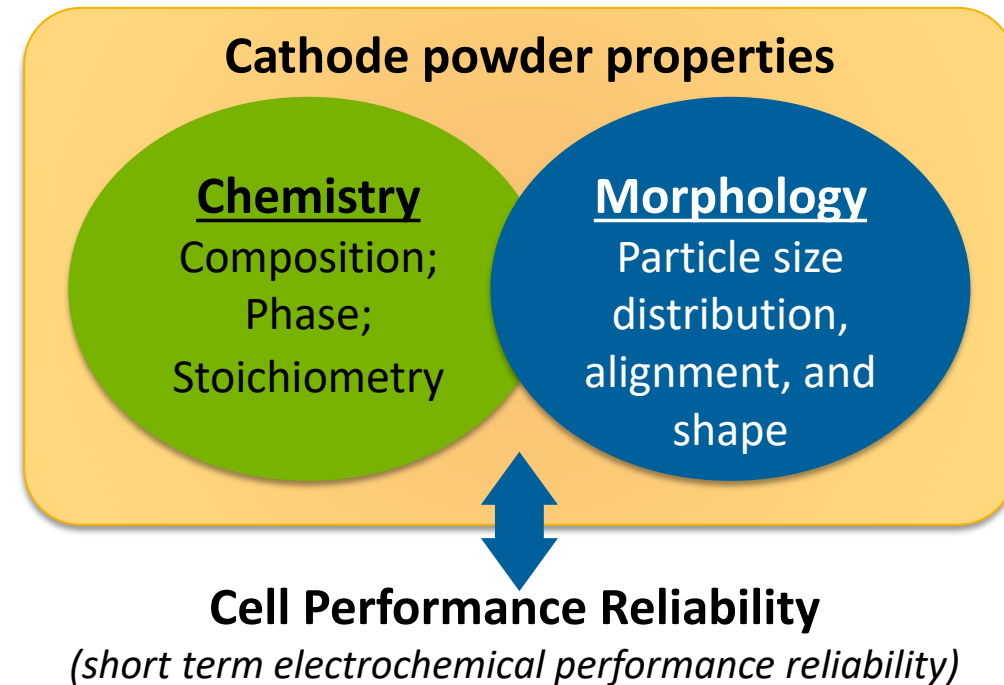 Cathode powder properties
Chemistry
Composition;
Phase;
Stoichiometry
Morphology
Particle size
distribution,
alignment, and
shape
Cell Performance Reliability
(short term electrochemical performance reliability)